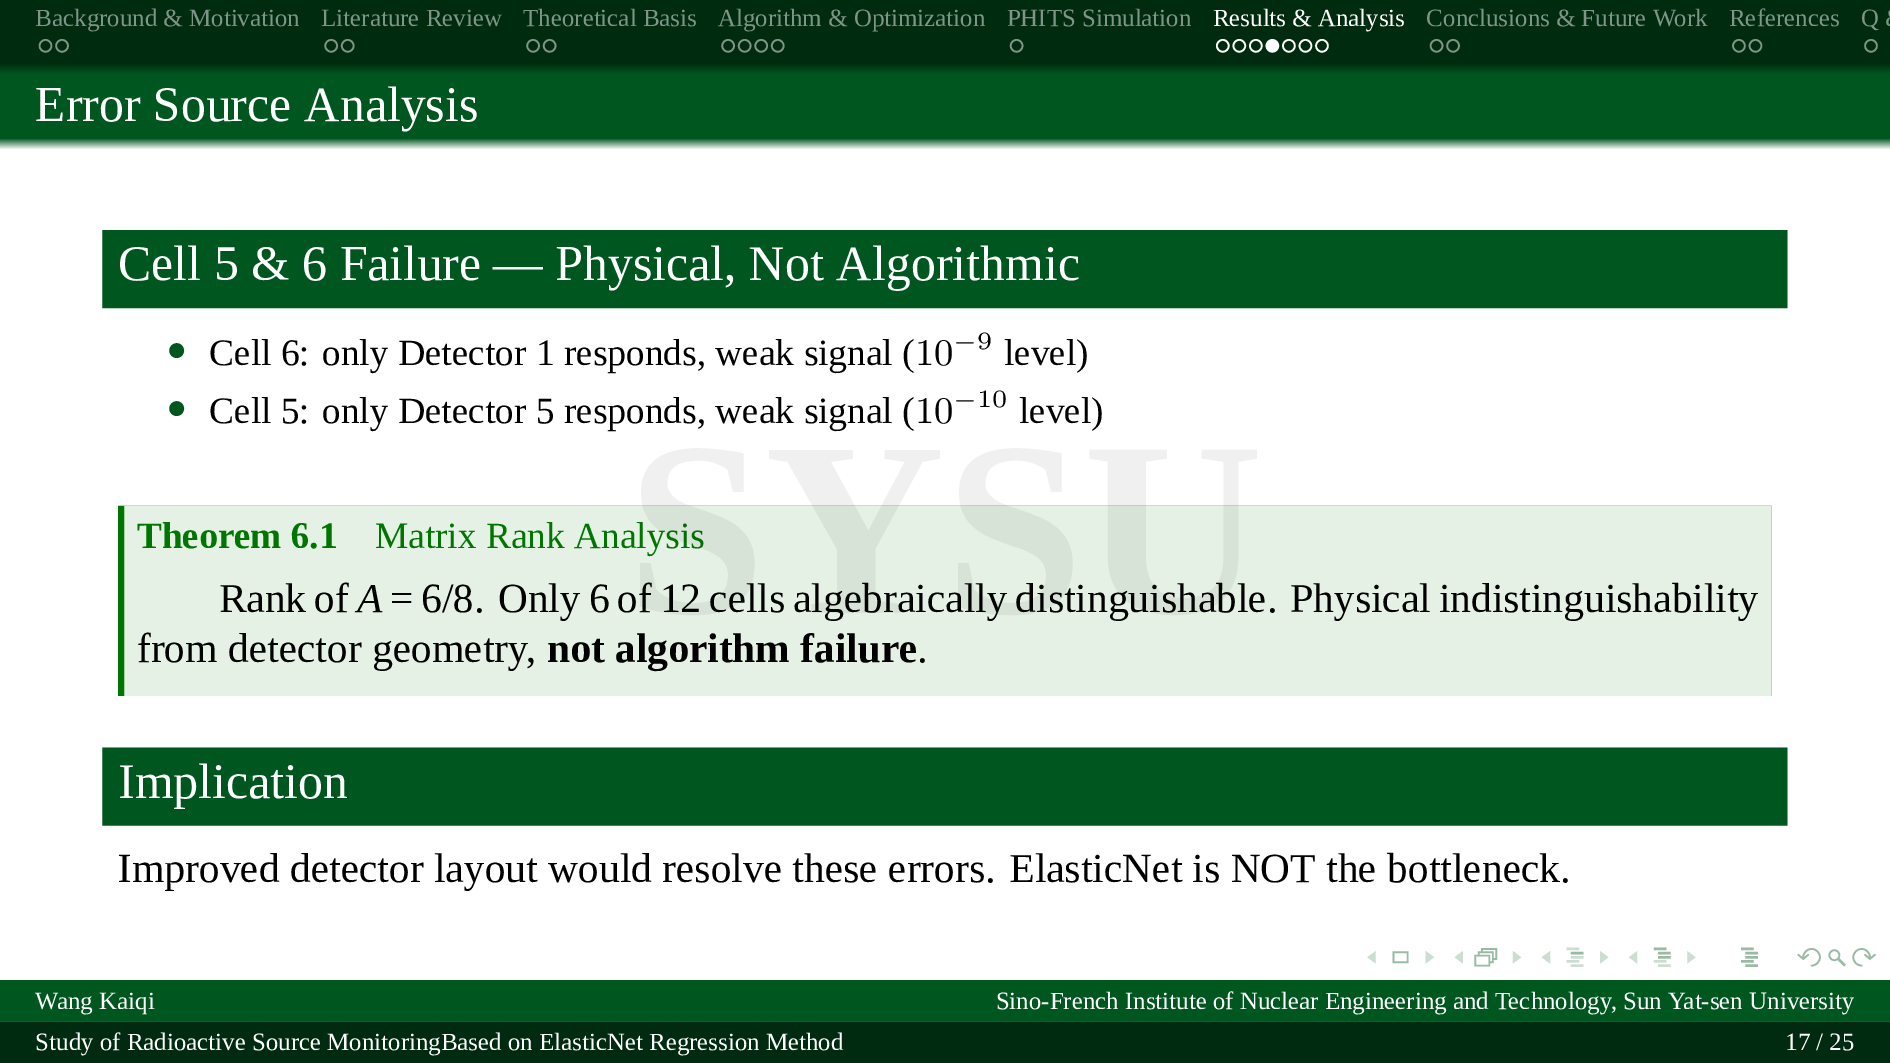 Background & Motivation Literature Review Theoretical Basis Algorithm & Optimization PHITS Simulation Results & Analysis Conclusions & Future Work References Q &
Error Source Analysis
Cell 5 & 6 Failure — Physical, Not Algorithmic
• Cell 6: only Detector 1 responds, weak signal (10⁻⁹ level)
• Cell 5: only Detector 5 responds, weak signal (10⁻¹⁰ level)
SYSU
Theorem 6.1 Matrix Rank Analysis
Rank of A = 6/8. Only 6 of 12 cells algebraically distinguishable. Physical indistinguishability
from detector geometry, not algorithm failure.
Implication
Improved detector layout would resolve these errors. ElasticNet is NOT the bottleneck.
Wang Kaiqi Sino-French Institute of Nuclear Engineering and Technology, Sun Yat-sen University
Study of Radioactive Source MonitoringBased on ElasticNet Regression Method 17 / 25